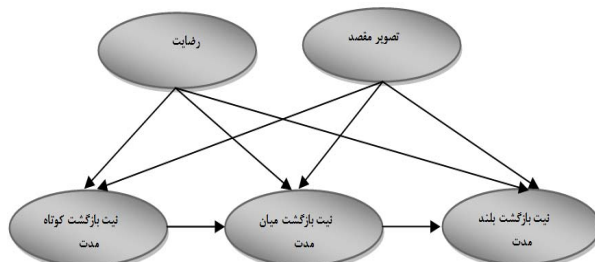 تصویر مقصد
رضایت
نیت بازگشت بلند
مدت
نیت بازگشت میان
مدت
نیت بازگشت کوتاه
مدت